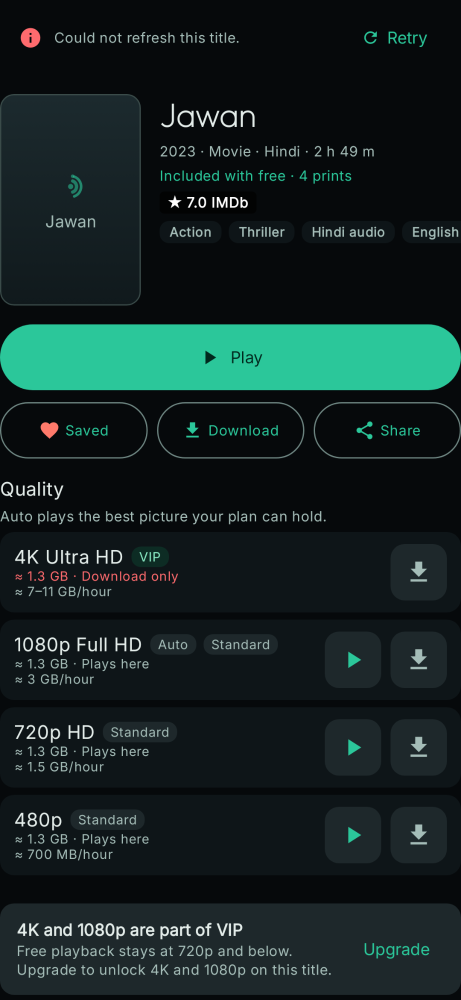 Could not refresh this title.
Retry
Jawan
Jawan
2023 · Movie · Hindi · 2 h 49 m
Included with free · 4 prints
★ 7.0 IMDb
Action Thriller Hindi audio English
Play
Saved Download Share
Quality
Auto plays the best picture your plan can hold.
4K Ultra HD VIP
≈ 1.3 GB · Download only
≈ 7–11 GB/hour
1080p Full HD Auto Standard
≈ 1.3 GB · Plays here
≈ 3 GB/hour
720p HD Standard
≈ 1.3 GB · Plays here
≈ 1.5 GB/hour
480p Standard
≈ 1.3 GB · Plays here
≈ 700 MB/hour
4K and 1080p are part of VIP
Free playback stays at 720p and below.
Upgrade to unlock 4K and 1080p on this title.
Upgrade